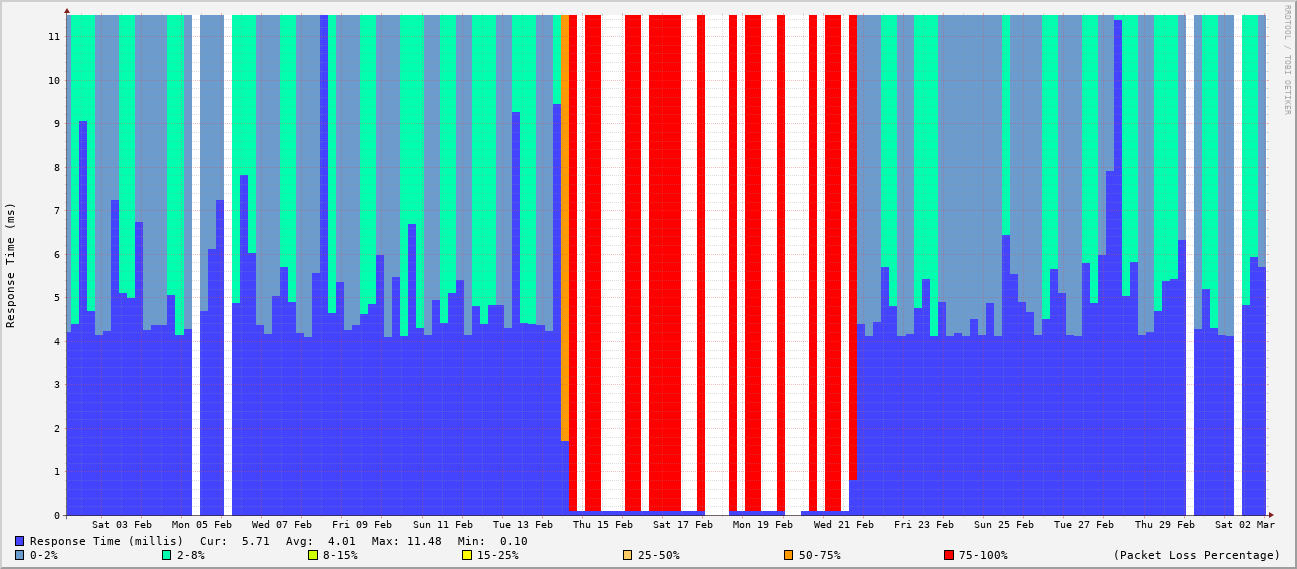 RRDTOOL / TOBI OETIKER
Response Time (ms)
11
10
9
8
7
6
5
4
3
2
1
0
Sat 03 Feb Mon 05 Feb Wed 07 Feb Fri 09 Feb Sun 11 Feb Tue 13 Feb Thu 15 Feb Sat 17 Feb Mon 19 Feb Wed 21 Feb Fri 23 Feb Sun 25 Feb Tue 27 Feb Thu 29 Feb Sat 02 Mar
Response Time (millis) Cur: 5.71 Avg: 4.01 Max: 11.48 Min: 0.10
0-2% 2-8% 8-15% 15-25% 25-50% 50-75% 75-100% (Packet Loss Percentage)